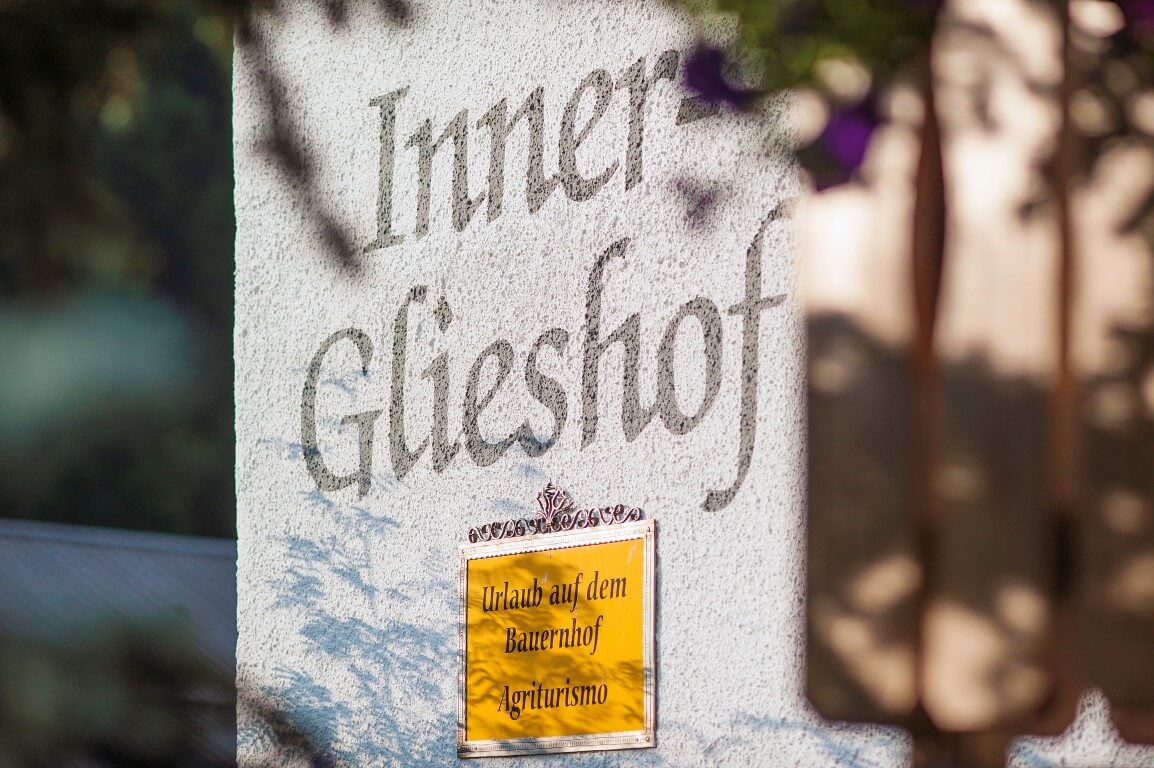 Inner-
Glieshof
Urlaub auf dem
Bauernhof
Agriturismo